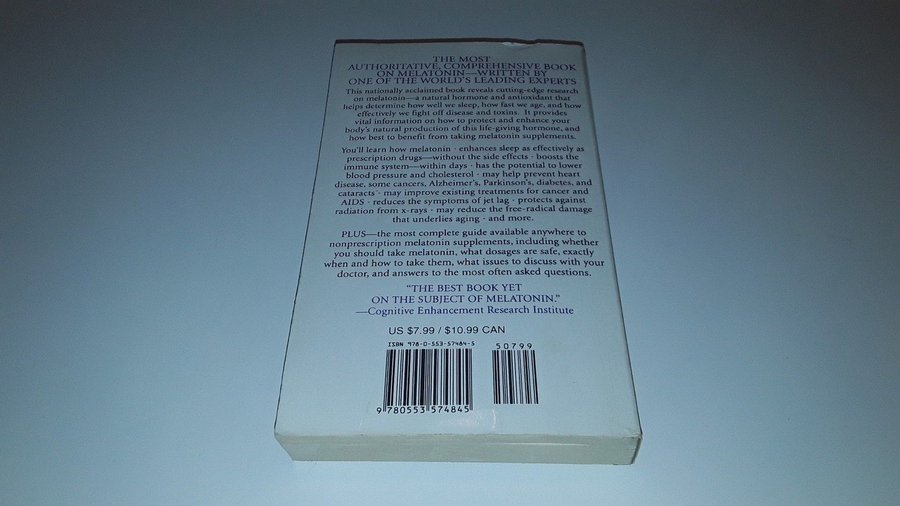 THE MOST
AUTHORITATIVE, COMPREHENSIVE BOOK
ON MELATONIN—WRITTEN BY
ONE OF THE WORLD'S LEADING EXPERTS
This nationally acclaimed book reveals cutting-edge research
on melatonin—a natural hormone and antioxidant that
helps determine how well we sleep, how fast we age, and how
effectively we fight off disease and toxins. It provides
vital information on how to protect and enhance your
body's natural production of this life-giving hormone, and
how best to benefit from taking melatonin supplements.
You'll learn how melatonin · enhances sleep as effectively as
prescription drugs—without the side effects · boosts the
immune system—within days · has the potential to lower
blood pressure and cholesterol · may help prevent heart
disease, some cancers, Alzheimer's, Parkinson's, diabetes, and
cataracts · may improve existing treatments for cancer and
AIDS · reduces the symptoms of jet lag · protects against
radiation from x-rays · may reduce the free-radical damage
that underlies aging · and more.
PLUS—the most complete guide available anywhere to
nonprescription melatonin supplements, including whether
you should take melatonin, what dosages are safe, exactly
when and how to take them, what issues to discuss with your
doctor, and answers to the most often asked questions.
"THE BEST BOOK YET
ON THE SUBJECT OF MELATONIN."
—Cognitive Enhancement Research Institute
US $7.99 / $10.99 CAN
ISBN 978-0-553-57484-5
50799
9 780553 574845